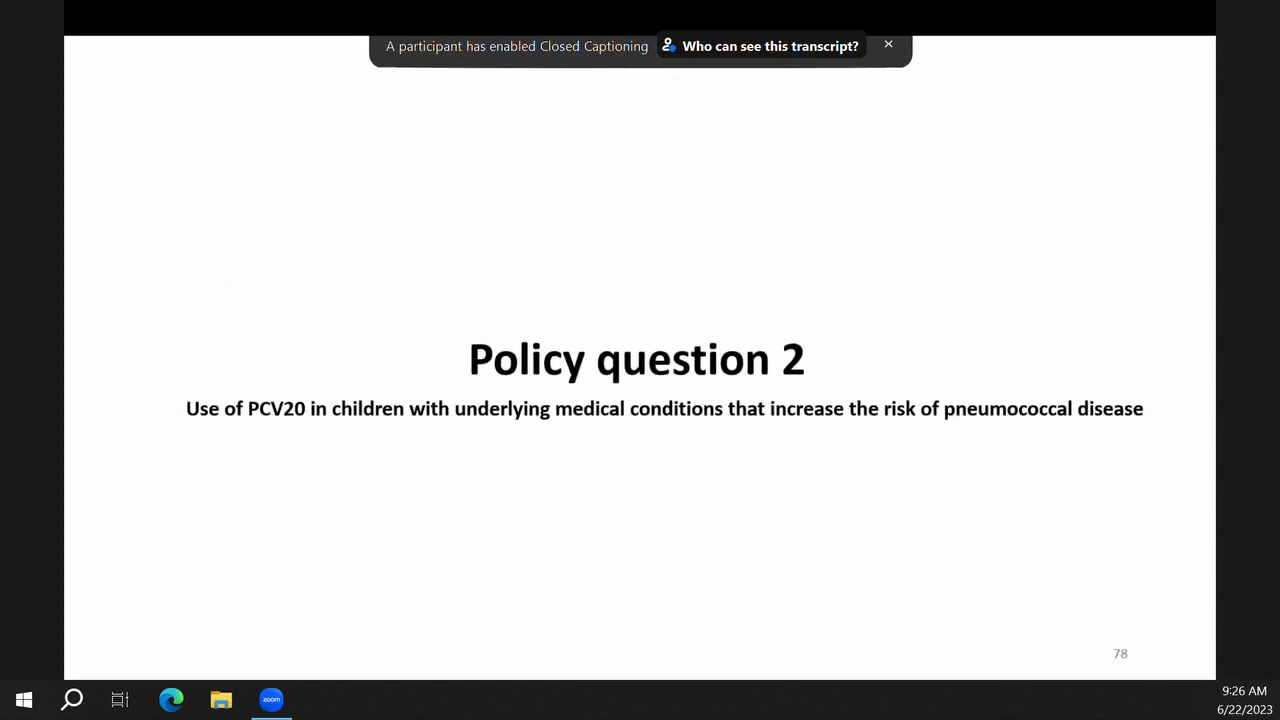 A participant has enabled Closed Captioning Who can see this transcript?
Policy question 2
Use of PCV20 in children with underlying medical conditions that increase the risk of pneumococcal disease
78
zoom
9:26 AM
6/22/2023